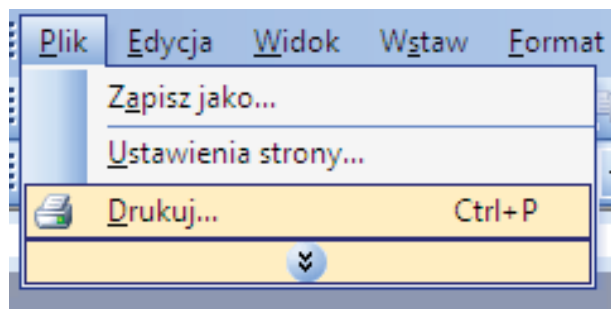 Plik Edycja Widok Wstaw Format
Zapisz jako...
Ustawienia strony...
Drukuj... Ctrl+P